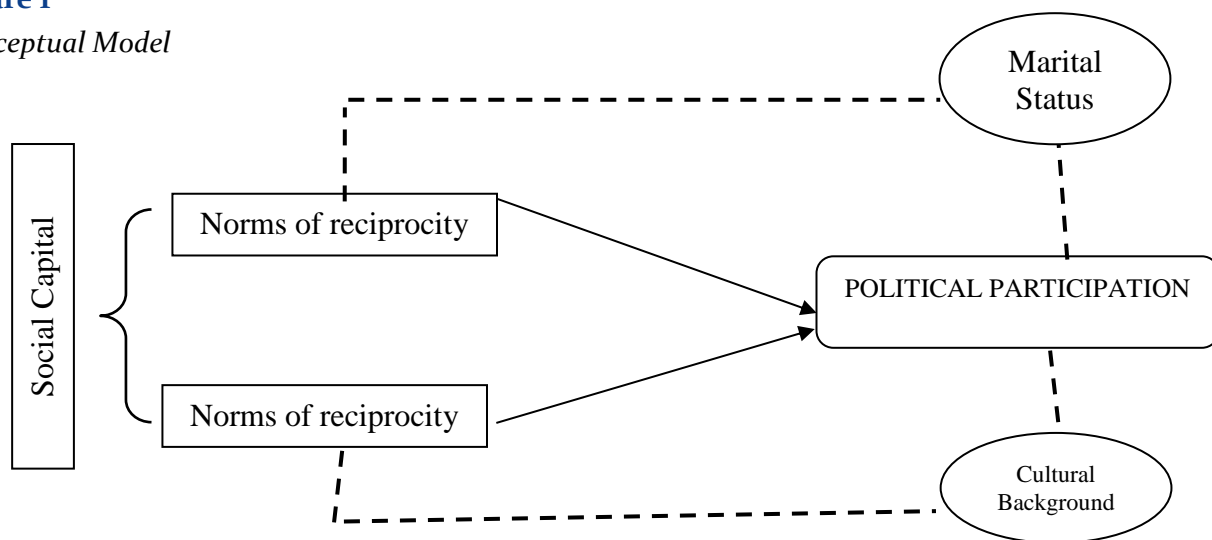 Conceptual Model
Marital
Status
Social Capital
Norms of reciprocity
POLITICAL PARTICIPATION
Norms of reciprocity
Cultural
Background